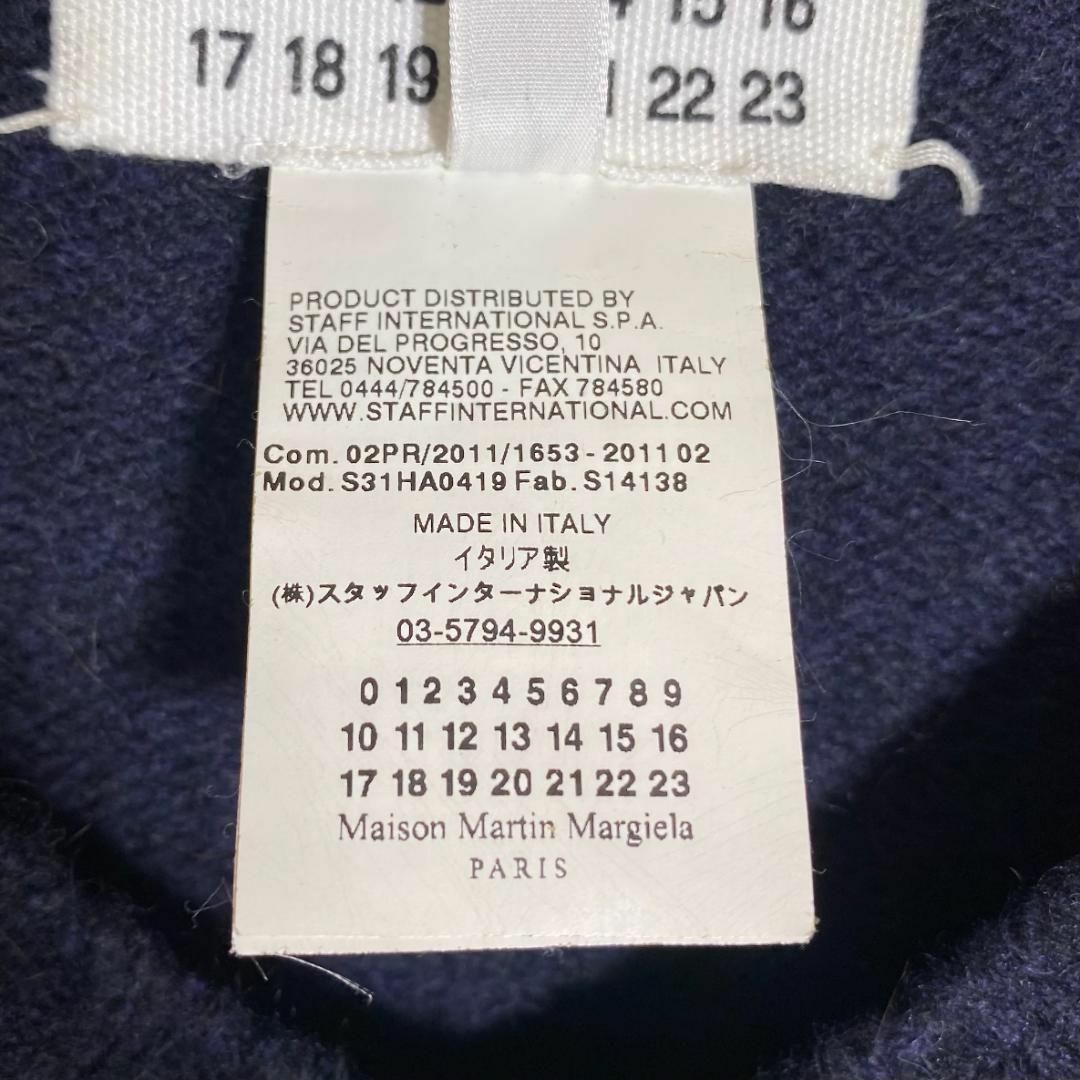 15 16
17 18 19 22 23
PRODUCT DISTRIBUTED BY
STAFF INTERNATIONAL S.P.A.
VIA DEL PROGRESSO, 10
36025 NOVENTA VICENTINA ITALY
TEL 0444/784500 - FAX 784580
WWW.STAFFINTERNATIONAL.COM
Com. 02PR/2011/1653 - 2011 02
Mod. S31HA0419 Fab. S14138
MADE IN ITALY
イタリア製
(株)スタッフインターナショナルジャパン
03-5794-9931
0 1 2 3 4 5 6 7 8 9
10 11 12 13 14 15 16
17 18 19 20 21 22 23
Maison Martin Margiela
PARIS